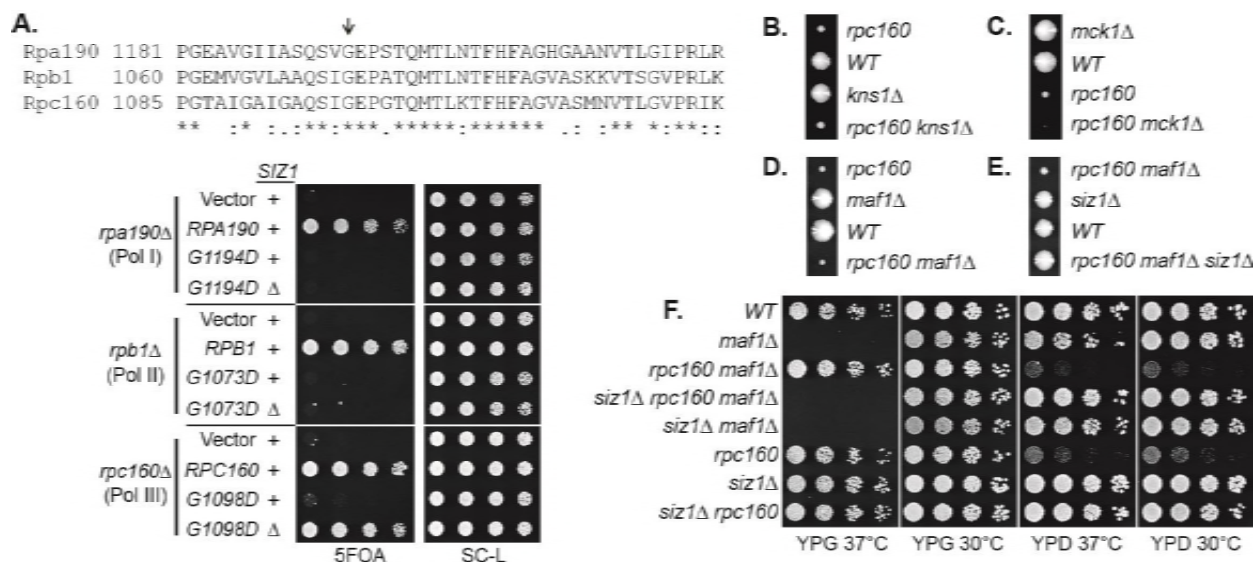 A.
Rpa190 1181 PGEAVGIIASQSVGEPSTQMTLNTFHFAGHGAANVTLGIPRLR
Rpb1 1060 PGEMVGVLAAQSIGEPATQMTLNTFHFAGVASKKVTSGVPRLK
Rpc160 1085 PGTAIGAIGAQSIGEPGTQMTLKTFHFAGVASMNVTLGVPRIK
** :* :.:**:***.*****.****** .: :** *:**::
SIZ1
rpa190Δ
(Pol I)
Vector +
RPA190 +
G1194D +
G1194D Δ
rpb1Δ
(Pol II)
Vector +
RPB1 +
G1073D +
G1073D Δ
rpc160Δ
(Pol III)
Vector +
RPC160 +
G1098D +
G1098D Δ
5FOA SC-L
B.
rpc160
WT
kns1Δ
rpc160 kns1Δ
C.
mck1Δ
WT
rpc160
rpc160 mck1Δ
D.
rpc160
maf1Δ
WT
rpc160 maf1Δ
E.
rpc160 maf1Δ
siz1Δ
WT
rpc160 maf1Δ siz1Δ
F.
WT
maf1Δ
rpc160 maf1Δ
siz1Δ rpc160 maf1Δ
siz1Δ maf1Δ
rpc160
siz1Δ
siz1Δ rpc160
YPG 37°C YPG 30°C YPD 37°C YPD 30°C